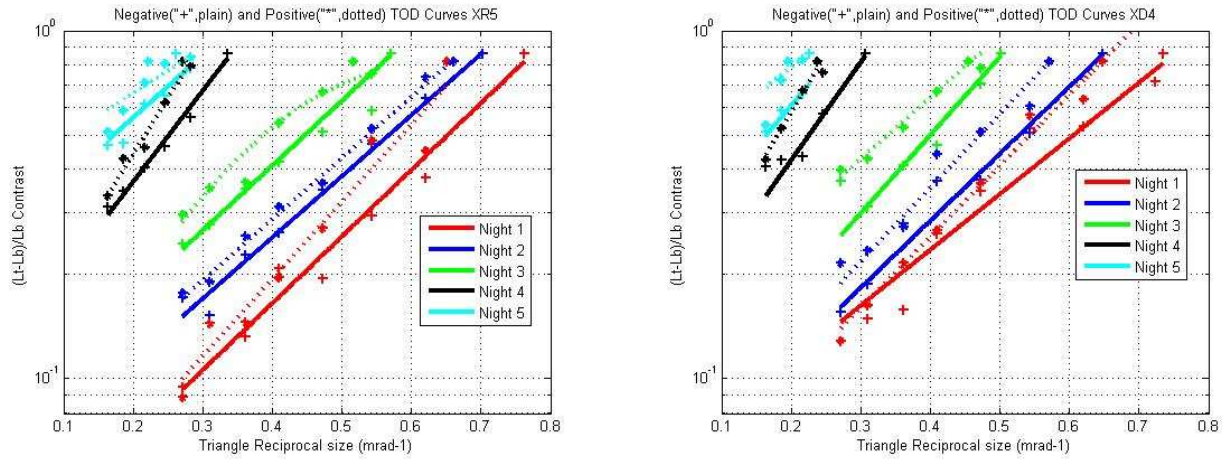 Negative("+",plain) and Positive("*",dotted) TOD Curves XR5
10^0
10^-1
(Lt-Lb)/Lb Contrast
Night 1
Night 2
Night 3
Night 4
Night 5
0.1 0.2 0.3 0.4 0.5 0.6 0.7 0.8
Triangle Reciprocal size (mrad-1)
Negative("+",plain) and Positive("*",dotted) TOD Curves XD4
10^0
10^-1
(Lt-Lb)/Lb Contrast
Night 1
Night 2
Night 3
Night 4
Night 5
0.1 0.2 0.3 0.4 0.5 0.6 0.7 0.8
Triangle Reciprocal size (mrad-1)